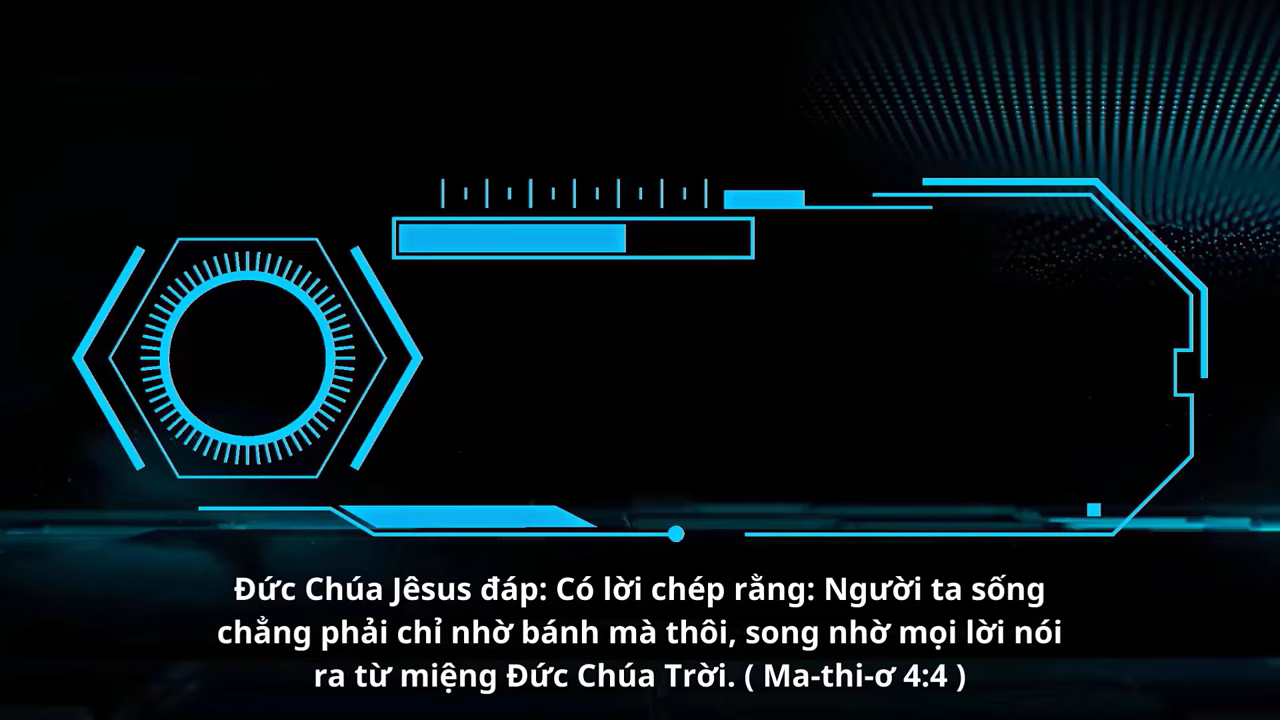 Đức Chúa Jêsus đáp: Có lời chép rằng: Người ta sống
chẳng phải chỉ nhờ bánh mà thôi, song nhờ mọi lời nói
ra từ miệng Đức Chúa Trời. ( Ma-thi-ơ 4:4 )